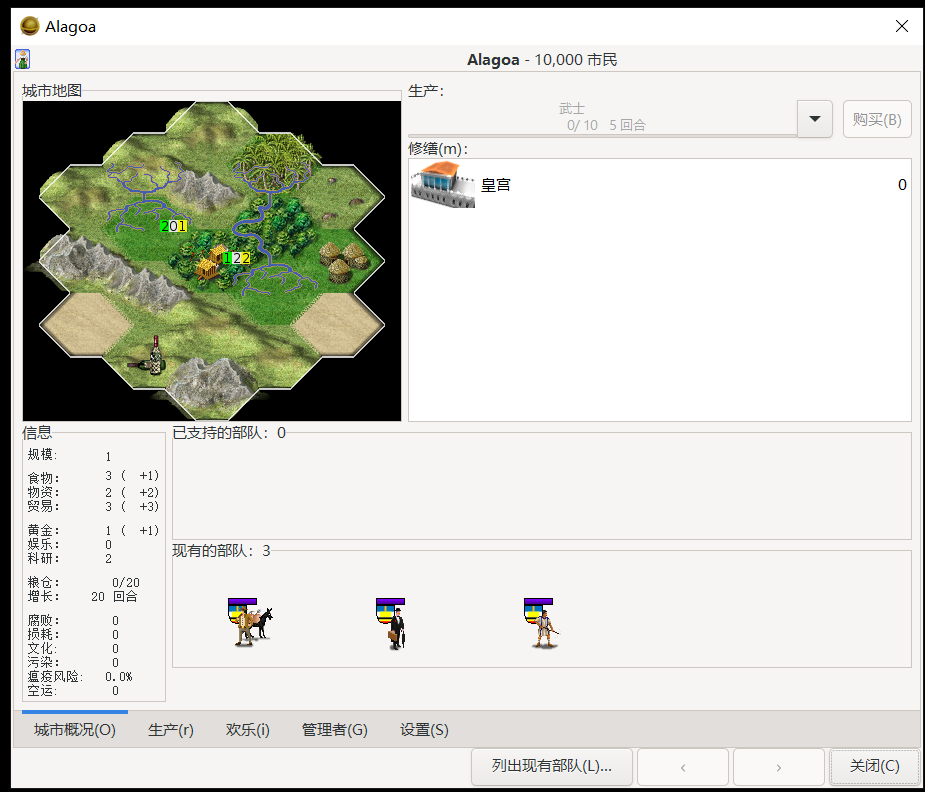 Alagoa
Alagoa - 10,000 市民
城市地图
201
122
生产:
武士
0/ 10 5 回合
购买(B)
修缮(m):
皇宫 0
信息
规模: 1
食物: 3 ( +1)
物资: 2 ( +2)
贸易: 3 ( +3)
黄金: 1 ( +1)
娱乐: 0
科研: 2
粮仓: 0/20
增长: 20 回合
腐败: 0
损耗: 0
文化: 0
污染: 0
瘟疫风险: 0.0%
空运: 0
已支持的部队: 0
现有的部队: 3
城市概况(O) 生产(r) 欢乐(i) 管理者(G) 设置(S)
列出现有部队(L)... ‹ › 关闭(C)